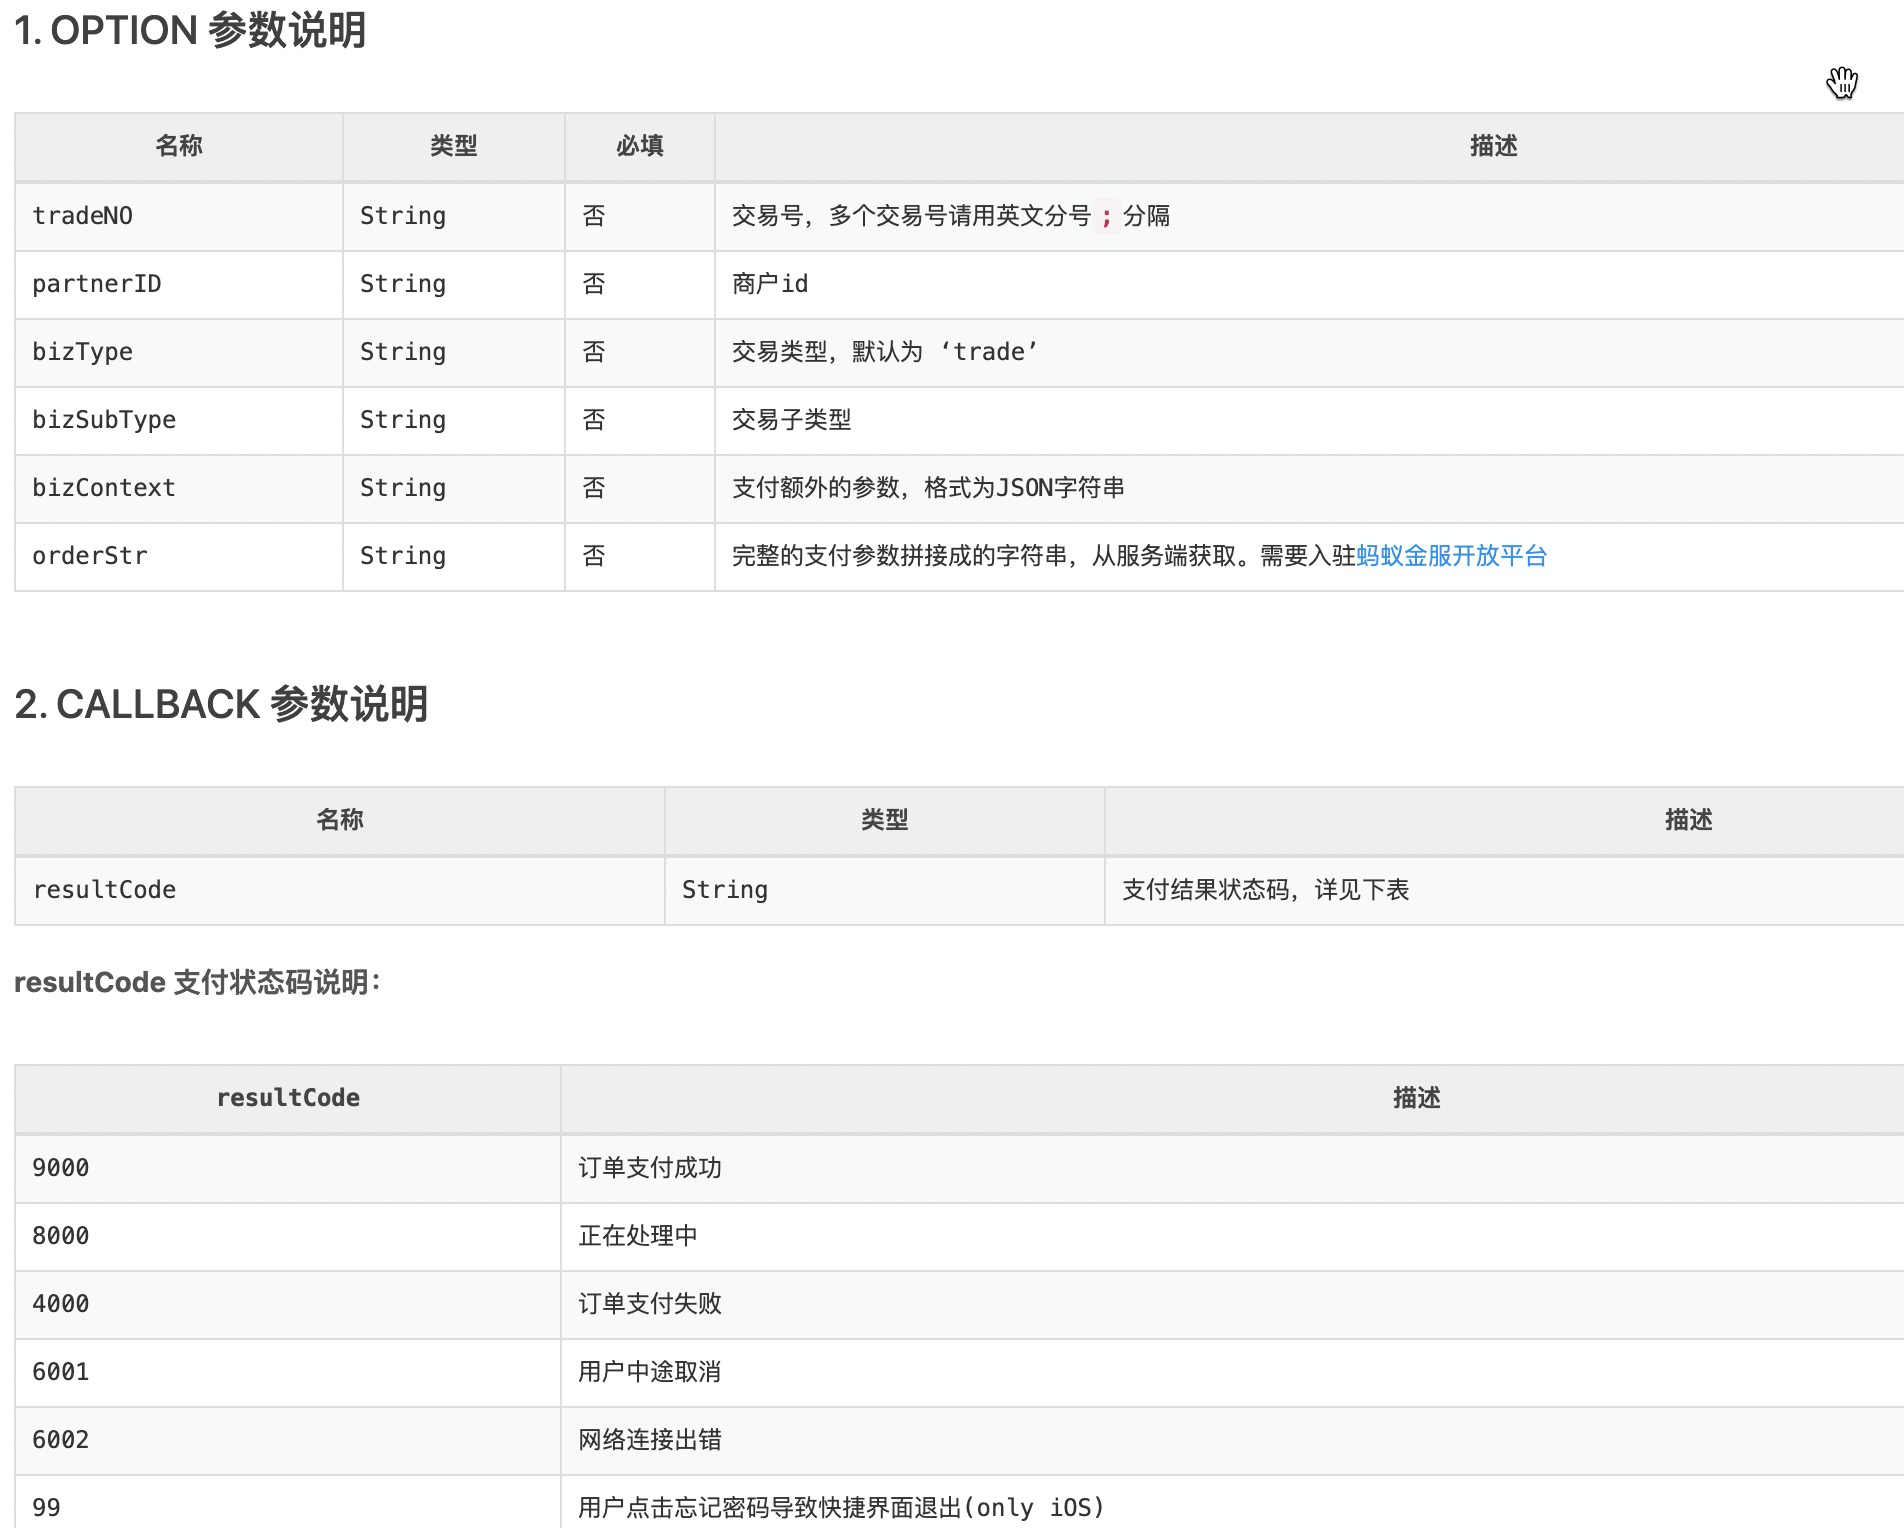 1. OPTION 参数说明
名称 类型 必填 描述
tradeNO String 否 交易号，多个交易号请用英文分号 ; 分隔
partnerID String 否 商户id
bizType String 否 交易类型，默认为 ‘trade’
bizSubType String 否 交易子类型
bizContext String 否 支付额外的参数，格式为JSON字符串
orderStr String 否 完整的支付参数拼接成的字符串，从服务端获取。需要入驻蚂蚁金服开放平台
2. CALLBACK 参数说明
名称 类型 描述
resultCode String 支付结果状态码，详见下表
resultCode 支付状态码说明：
resultCode 描述
9000 订单支付成功
8000 正在处理中
4000 订单支付失败
6001 用户中途取消
6002 网络连接出错
99 用户点击忘记密码导致快捷界面退出(only iOS)